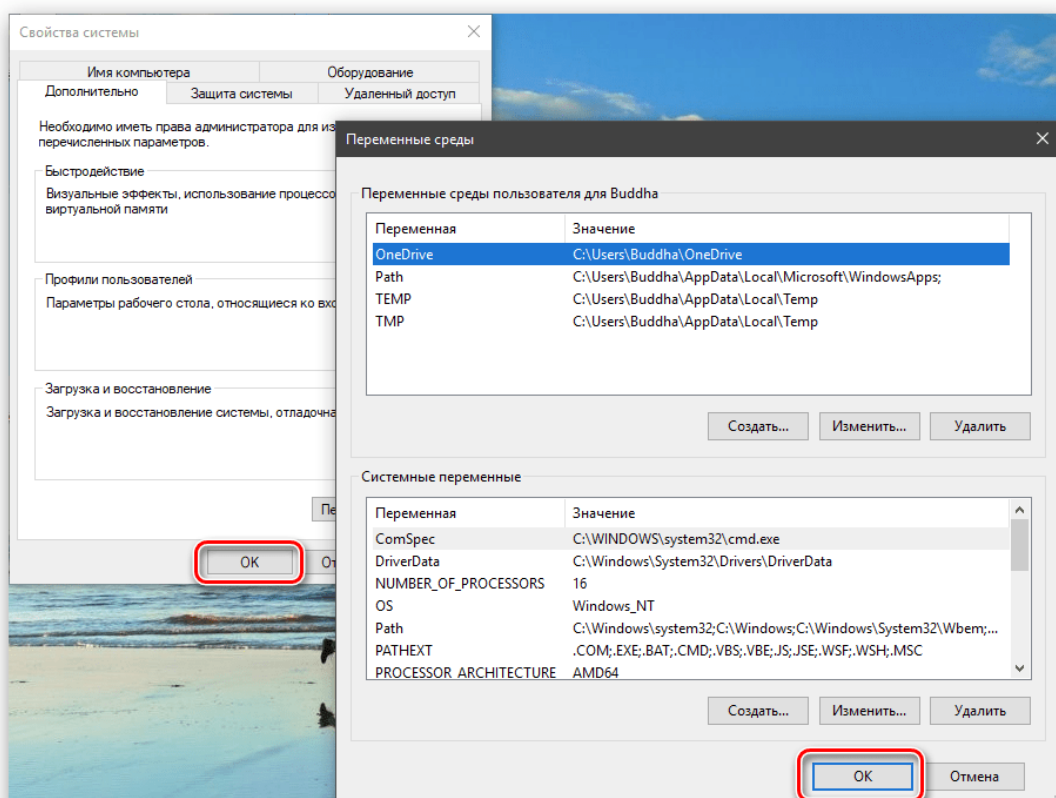 Свойства системы
Имя компьютера
Оборудование
Дополнительно
Защита системы
Удаленный доступ
Необходимо иметь права администратора для из
перечисленных параметров.
Быстродействие
Визуальные эффекты, использование процессо
виртуальной памяти
Профили пользователей
Параметры рабочего стола, относящиеся ко вхо
Загрузка и восстановление
Загрузка и восстановление системы, отладочна
Пе
OK
От
Переменные среды
Переменные среды пользователя для Buddha
Переменная Значение
OneDrive C:\Users\Buddha\OneDrive
Path C:\Users\Buddha\AppData\Local\Microsoft\WindowsApps;
TEMP C:\Users\Buddha\AppData\Local\Temp
TMP C:\Users\Buddha\AppData\Local\Temp
Создать... Изменить... Удалить
Системные переменные
Переменная Значение
ComSpec C:\WINDOWS\system32\cmd.exe
DriverData C:\Windows\System32\Drivers\DriverData
NUMBER_OF_PROCESSORS 16
OS Windows_NT
Path C:\Windows\system32;C:\Windows;C:\Windows\System32\Wbem;...
PATHEXT .COM;.EXE;.BAT;.CMD;.VBS;.VBE;.JS;.JSE;.WSF;.WSH;.MSC
PROCESSOR_ARCHITECTURE AMD64
Создать... Изменить... Удалить
OK Отмена